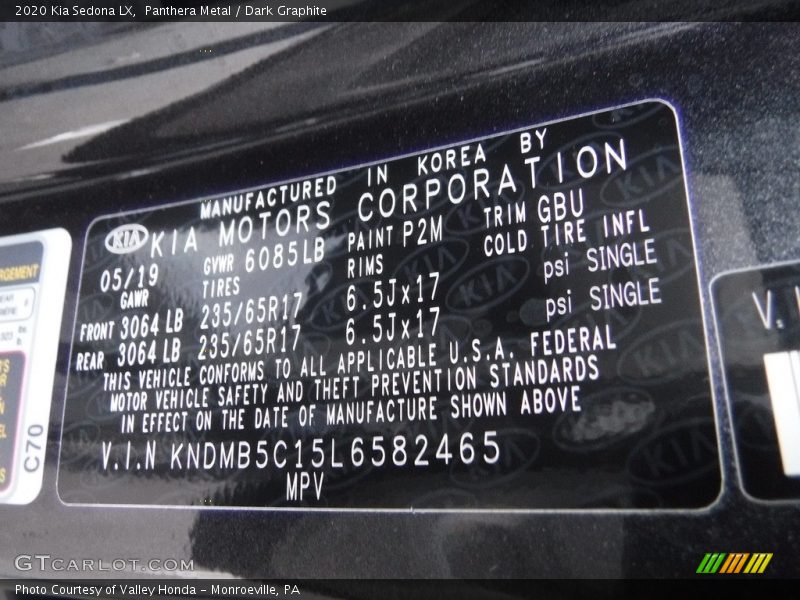 2020 Kia Sedona LX,  Panthera Metal / Dark Graphite
MANUFACTURED IN KOREA BY
KIA KIA MOTORS CORPORATION
05/19 GVWR 6085LB PAINT P2M TRIM GBU
GAWR TIRES RIMS COLD TIRE INFL
FRONT 3064 LB 235/65R17 6.5Jx17 psi SINGLE
REAR 3064 LB 235/65R17 6.5Jx17 psi SINGLE
THIS VEHICLE CONFORMS TO ALL APPLICABLE U.S.A. FEDERAL
MOTOR VEHICLE SAFETY AND THEFT PREVENTION STANDARDS
IN EFFECT ON THE DATE OF MANUFACTURE SHOWN ABOVE
V.I.N KNDMB5C15L6582465
MPV
C70
V.I
GTCARLOT.COM
Photo Courtesy of Valley Honda – Monroeville, PA